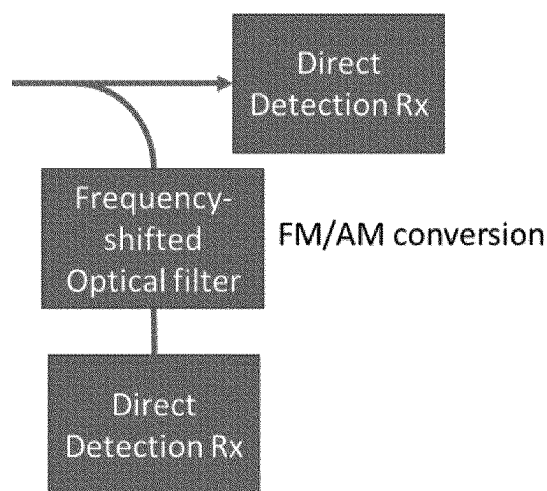 Direct
Detection Rx
Frequency-
shifted
Optical filter
FM/AM conversion
Direct
Detection Rx